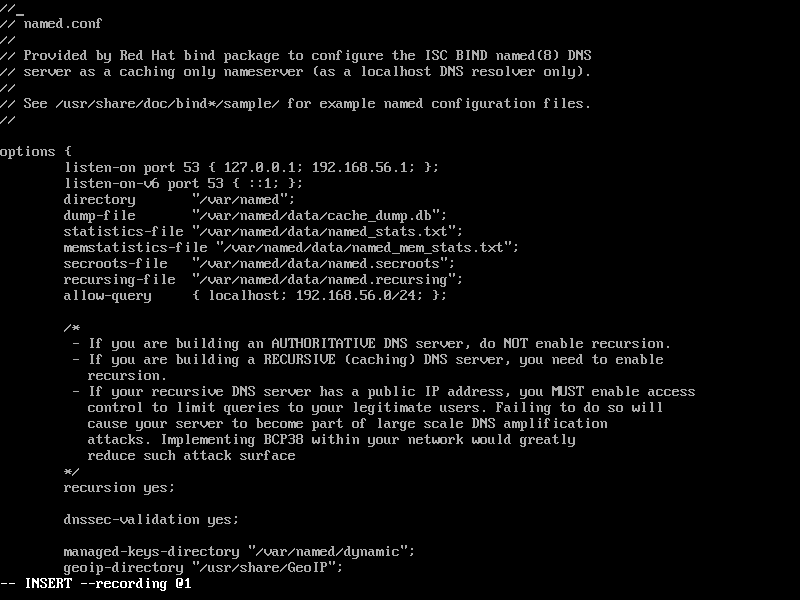 //
// named.conf
//
// Provided by Red Hat bind package to configure the ISC BIND named(8) DNS
// server as a caching only nameserver (as a localhost DNS resolver only).
//
// See /usr/share/doc/bind*/sample/ for example named configuration files.
//
options {
listen-on port 53 { 127.0.0.1; 192.168.56.1; };
listen-on-v6 port 53 { ::1; };
directory "/var/named";
dump-file "/var/named/data/cache_dump.db";
statistics-file "/var/named/data/named_stats.txt";
memstatistics-file "/var/named/data/named_mem_stats.txt";
secroots-file "/var/named/data/named.secroots";
recursing-file "/var/named/data/named.recursing";
allow-query { localhost; 192.168.56.0/24; };
/*
- If you are building an AUTHORITATIVE DNS server, do NOT enable recursion.
- If you are building a RECURSIVE (caching) DNS server, you need to enable
recursion.
- If your recursive DNS server has a public IP address, you MUST enable access
control to limit queries to your legitimate users. Failing to do so will
cause your server to become part of large scale DNS amplification
attacks. Implementing BCP38 within your network would greatly
reduce such attack surface
*/
recursion yes;
dnssec-validation yes;
managed-keys-directory "/var/named/dynamic";
geoip-directory "/usr/share/GeoIP";
-- INSERT --recording @1